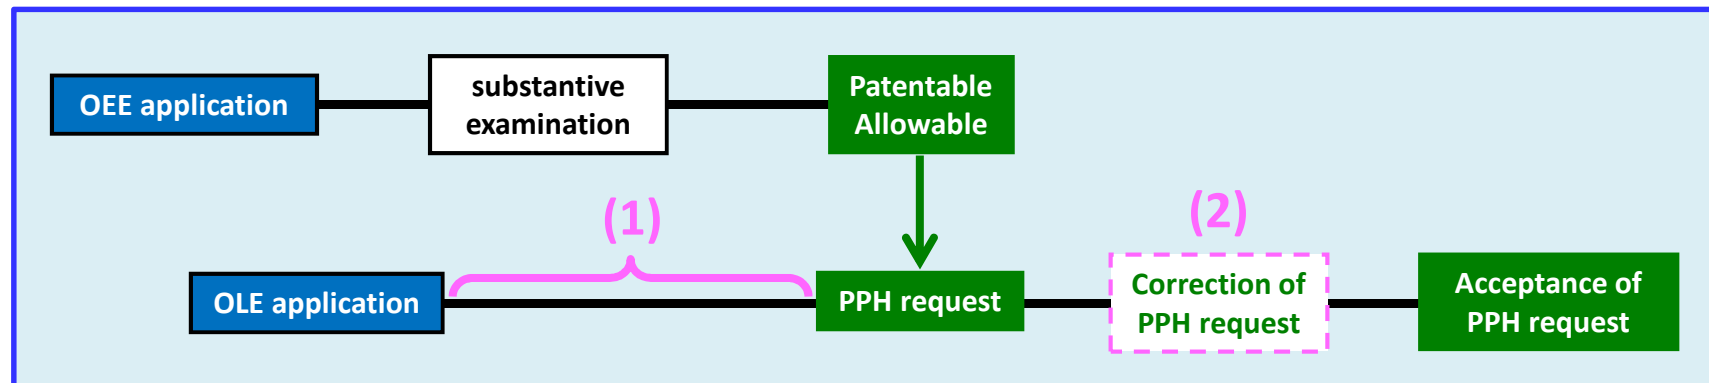 OEE application
substantive
examination
Patentable
Allowable
(1)
(2)
OLE application
PPH request
Correction of
PPH request
Acceptance of
PPH request